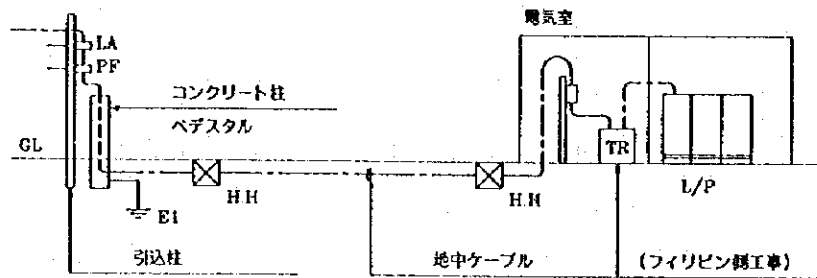 電気室
LA
PF
コンクリート柱
ペデスタル
GL
TR
H.H
H.H
L/P
E1
引込柱
地中ケーブル
(フィリピン側工事)